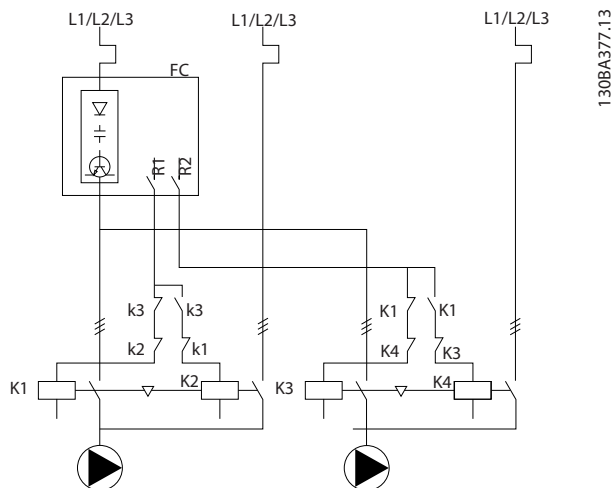 L1/L2/L3
L1/L2/L3
L1/L2/L3
130BA377.13
FC
R1
R2
k3
k3
K1
K1
k2
k1
K4
K3
K1
K2
K3
K4